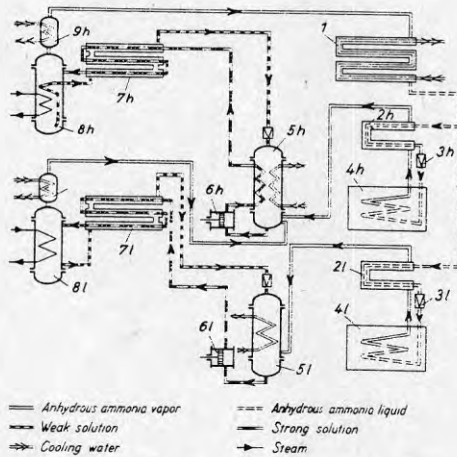 9h
1
7h
2h
8h
5h
3h
4h
6h
7l
2l
8l
3l
6l
4l
5l
Anhydrous ammonia vapor
Anhydrous ammonia liquid
Weak solution
Strong solution
Cooling water
Steam